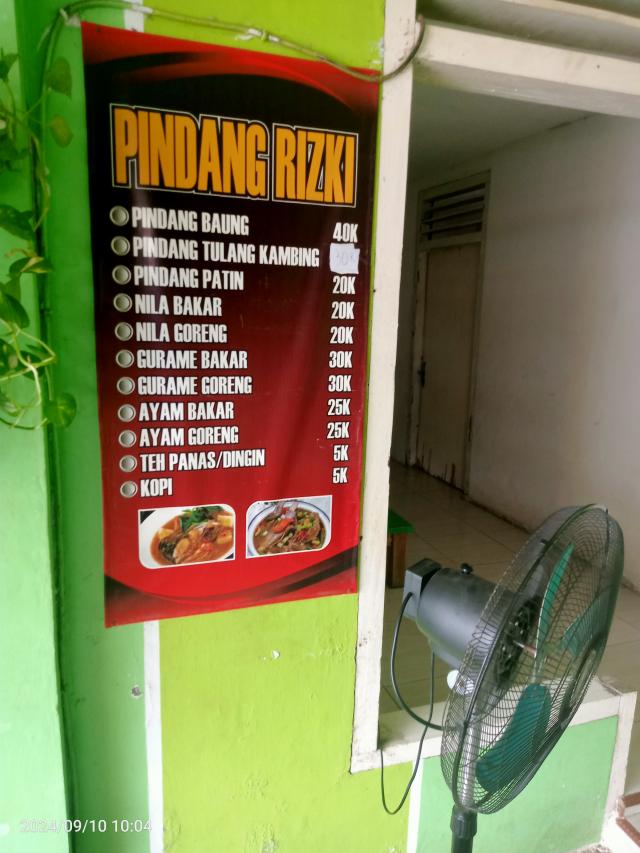 PINDANG RIZKI
PINDANG BAUNG 40K
PINDANG TULANG KAMBING
PINDANG PATIN 20K
NILA BAKAR 20K
NILA GORENG 20K
GURAME BAKAR 30K
GURAME GORENG 30K
AYAM BAKAR 25K
AYAM GORENG 25K
TEH PANAS/DINGIN 5K
KOPI 5K
2024/09/10 10:04